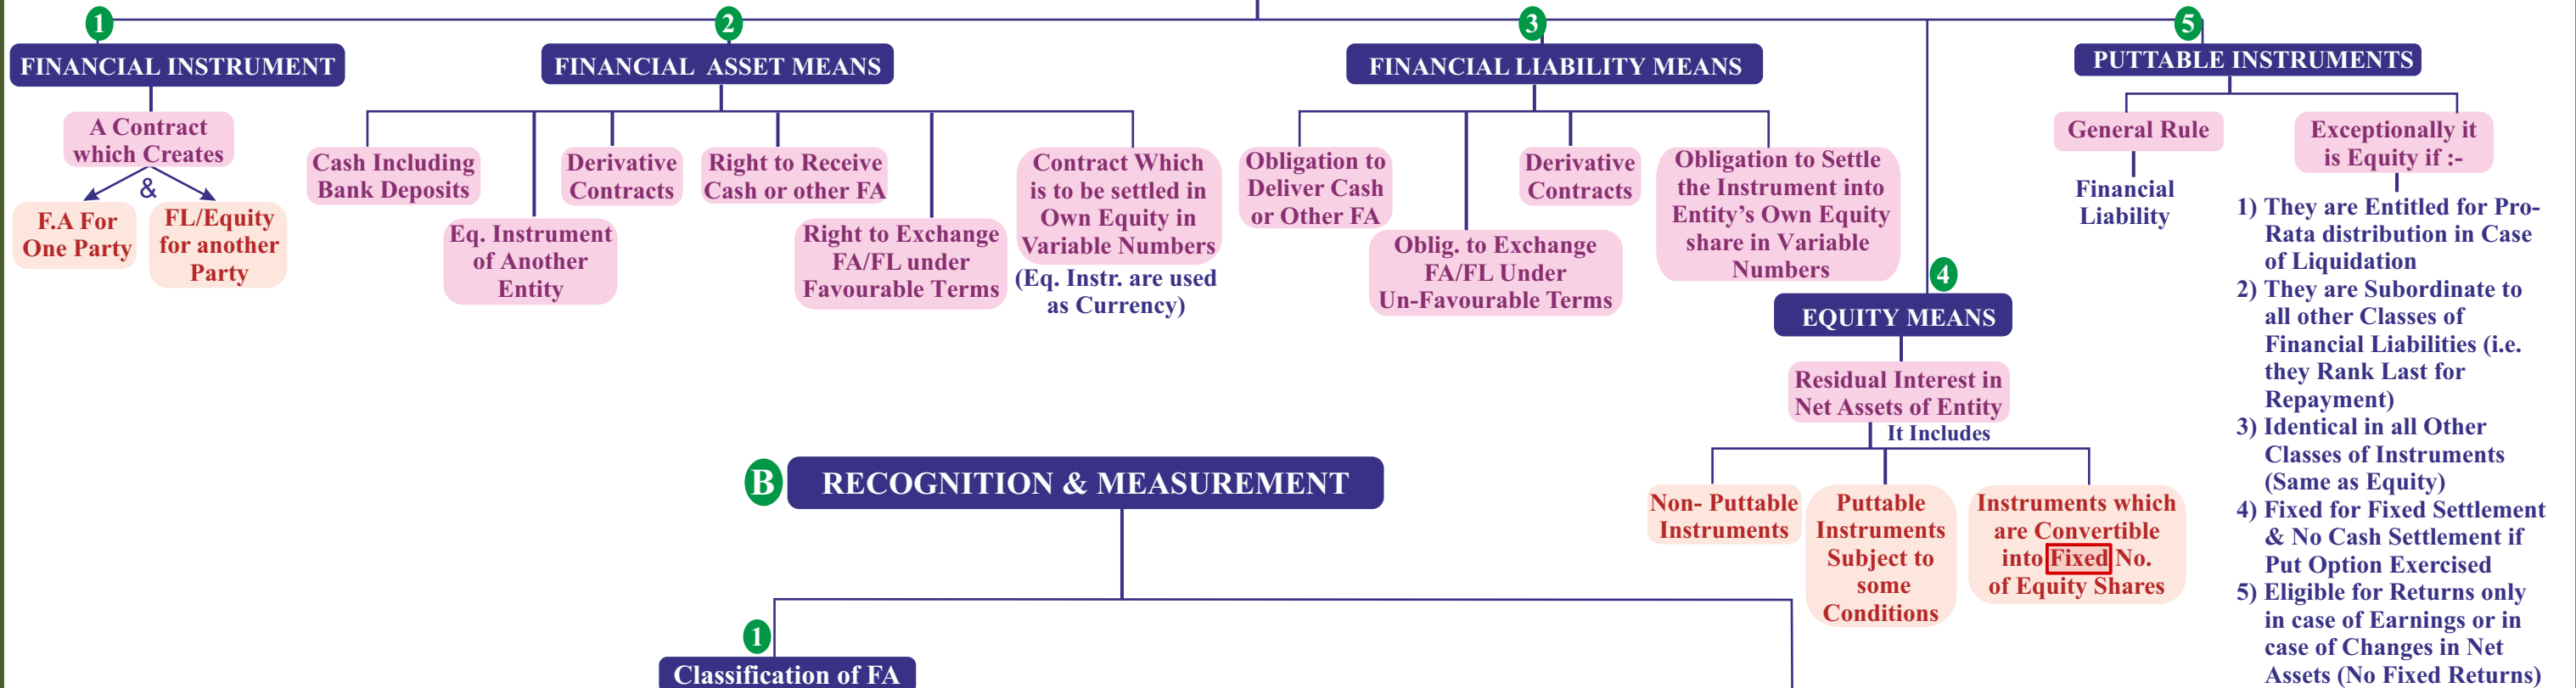 1
FINANCIAL INSTRUMENT
A Contract
which Creates
&
F.A For
One Party
FL/Equity
for another
Party
2
FINANCIAL ASSET MEANS
Cash Including
Bank Deposits
Eq. Instrument
of Another
Entity
Derivative
Contracts
Right to Receive
Cash or other FA
Right to Exchange
FA/FL under
Favourable Terms
Contract Which
is to be settled in
Own Equity in
Variable Numbers
(Eq. Instr. are used
as Currency)
3
FINANCIAL LIABILITY MEANS
Obligation to
Deliver Cash
or Other FA
Oblig. to Exchange
FA/FL Under
Un-Favourable Terms
Derivative
Contracts
Obligation to Settle
the Instrument into
Entity's Own Equity
share in Variable
Numbers
4
EQUITY MEANS
Residual Interest in
Net Assets of Entity
It Includes
Non- Puttable
Instruments
Puttable
Instruments
Subject to
some
Conditions
Instruments which
are Convertible
into Fixed No.
of Equity Shares
5
PUTTABLE INSTRUMENTS
General Rule
Financial
Liability
Exceptionally it
is Equity if :-
1) They are Entitled for Pro-
Rata distribution in Case
of Liquidation
2) They are Subordinate to
all other Classes of
Financial Liabilities (i.e.
they Rank Last for
Repayment)
3) Identical in all Other
Classes of Instruments
(Same as Equity)
4) Fixed for Fixed Settlement
& No Cash Settlement if
Put Option Exercised
5) Eligible for Returns only
in case of Earnings or in
case of Changes in Net
Assets (No Fixed Returns)
B
RECOGNITION & MEASUREMENT
1
Classification of FA